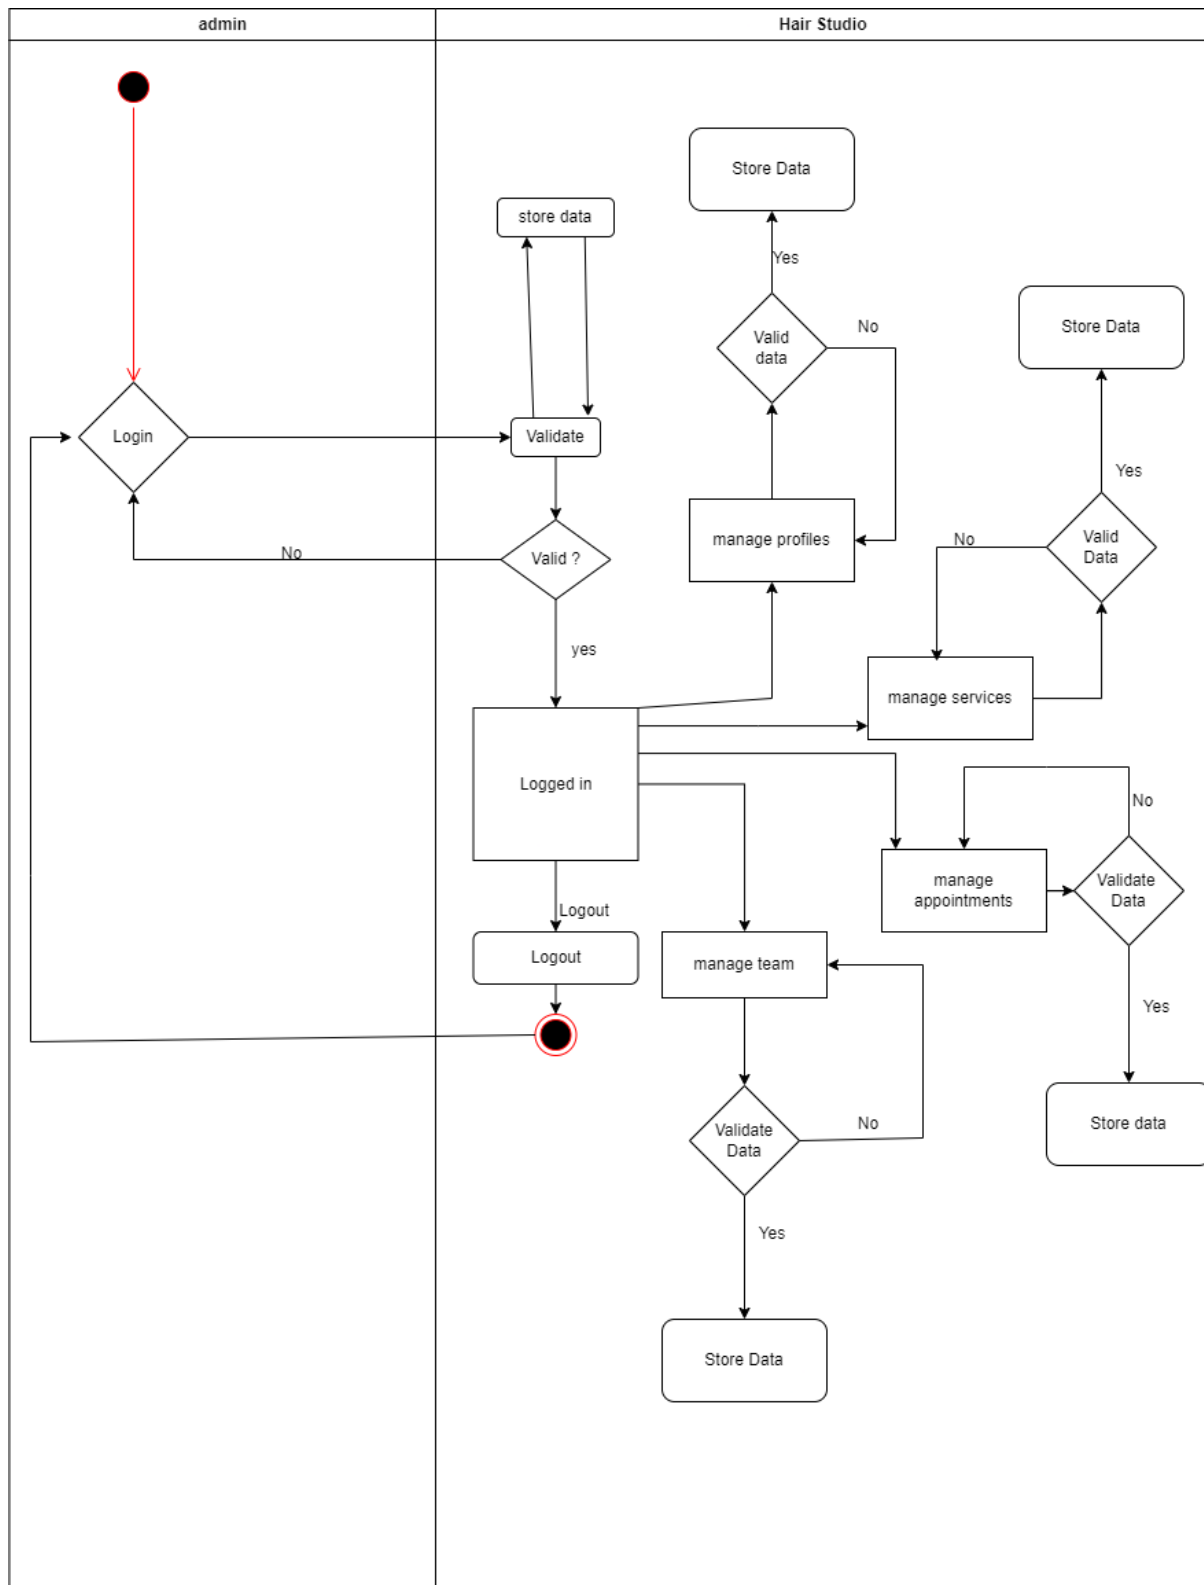 admin
Hair Studio
Store Data
store data
Yes
Valid
data
No
Store Data
Login
Validate
Yes
manage profiles
No
Valid
Data
No
Valid ?
yes
manage services
Logged in
No
manage
appointments
Validate
Data
Logout
Logout
manage team
Yes
Validate
Data
No
Store data
Yes
Store Data